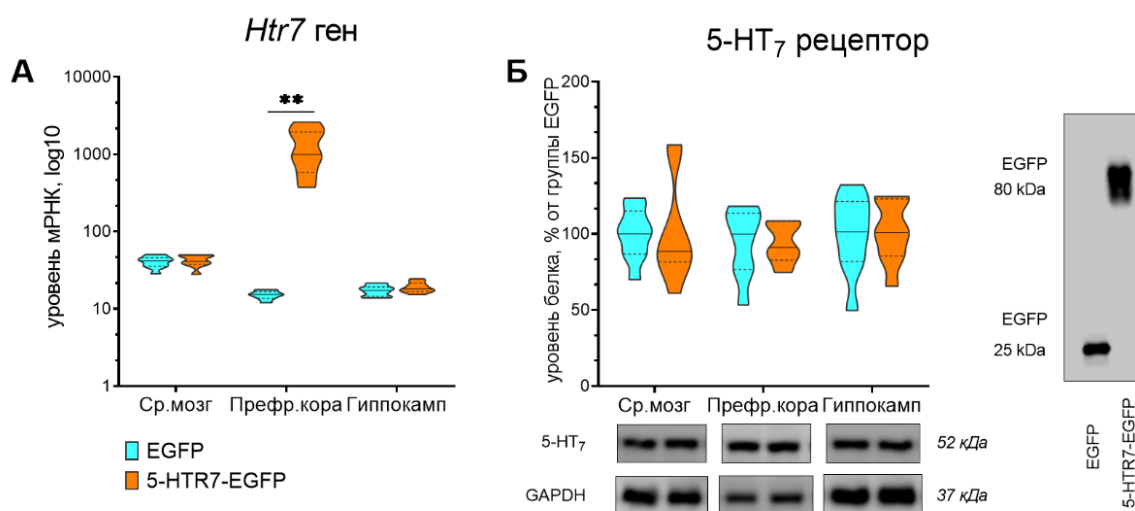 Htr7 ген
5-HT7 рецептор
А
Б
уровень мРНК, log10
10000
1000
100
10
1
**
Ср.мозг Префр.кора Гиппокамп
EGFP
5-HTR7-EGFP
уровень белка, % от группы EGFP
200
150
100
50
0
Ср.мозг Префр.кора Гиппокамп
5-HT7 52 кДа
GAPDH 37 кДа
EGFP
80 kDa
EGFP
25 kDa
EGFP
5-HTR7-EGFP